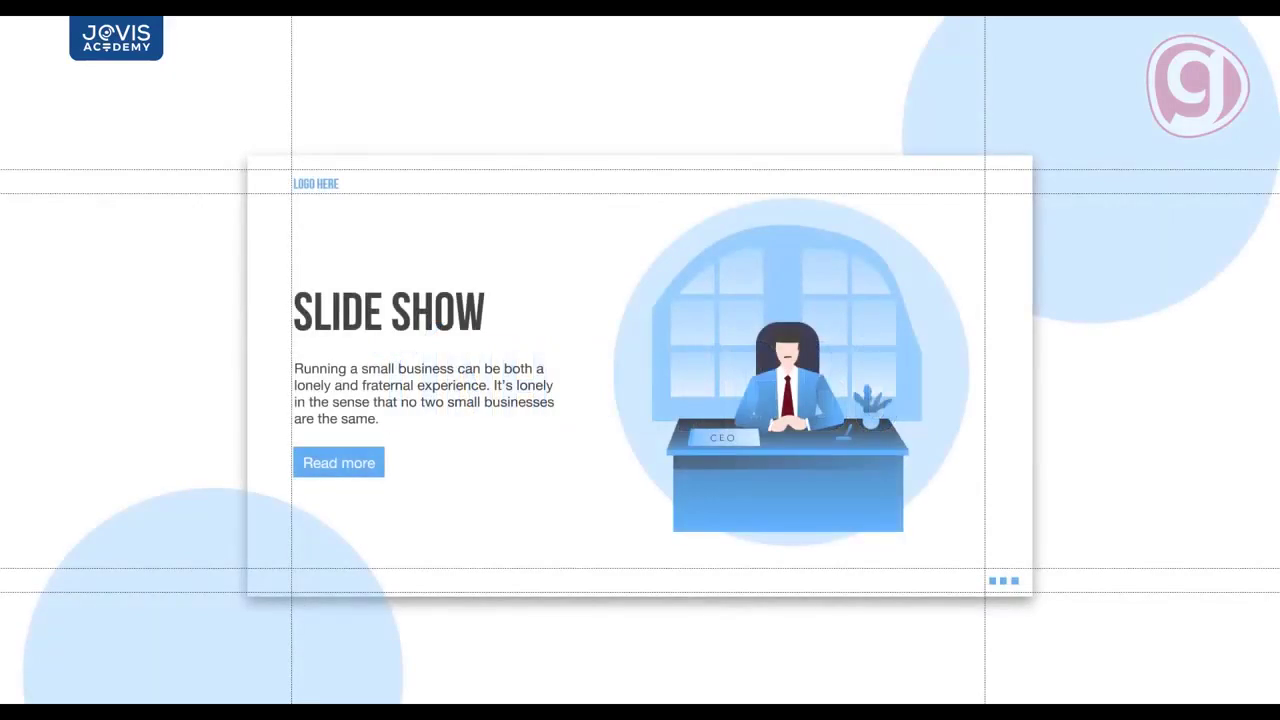 JOVIS
ACADEMY
g
LOGO HERE
SLIDE SHOW
Running a small business can be both a
lonely and fraternal experience. It's lonely
in the sense that no two small businesses
are the same.
CEO
Read more